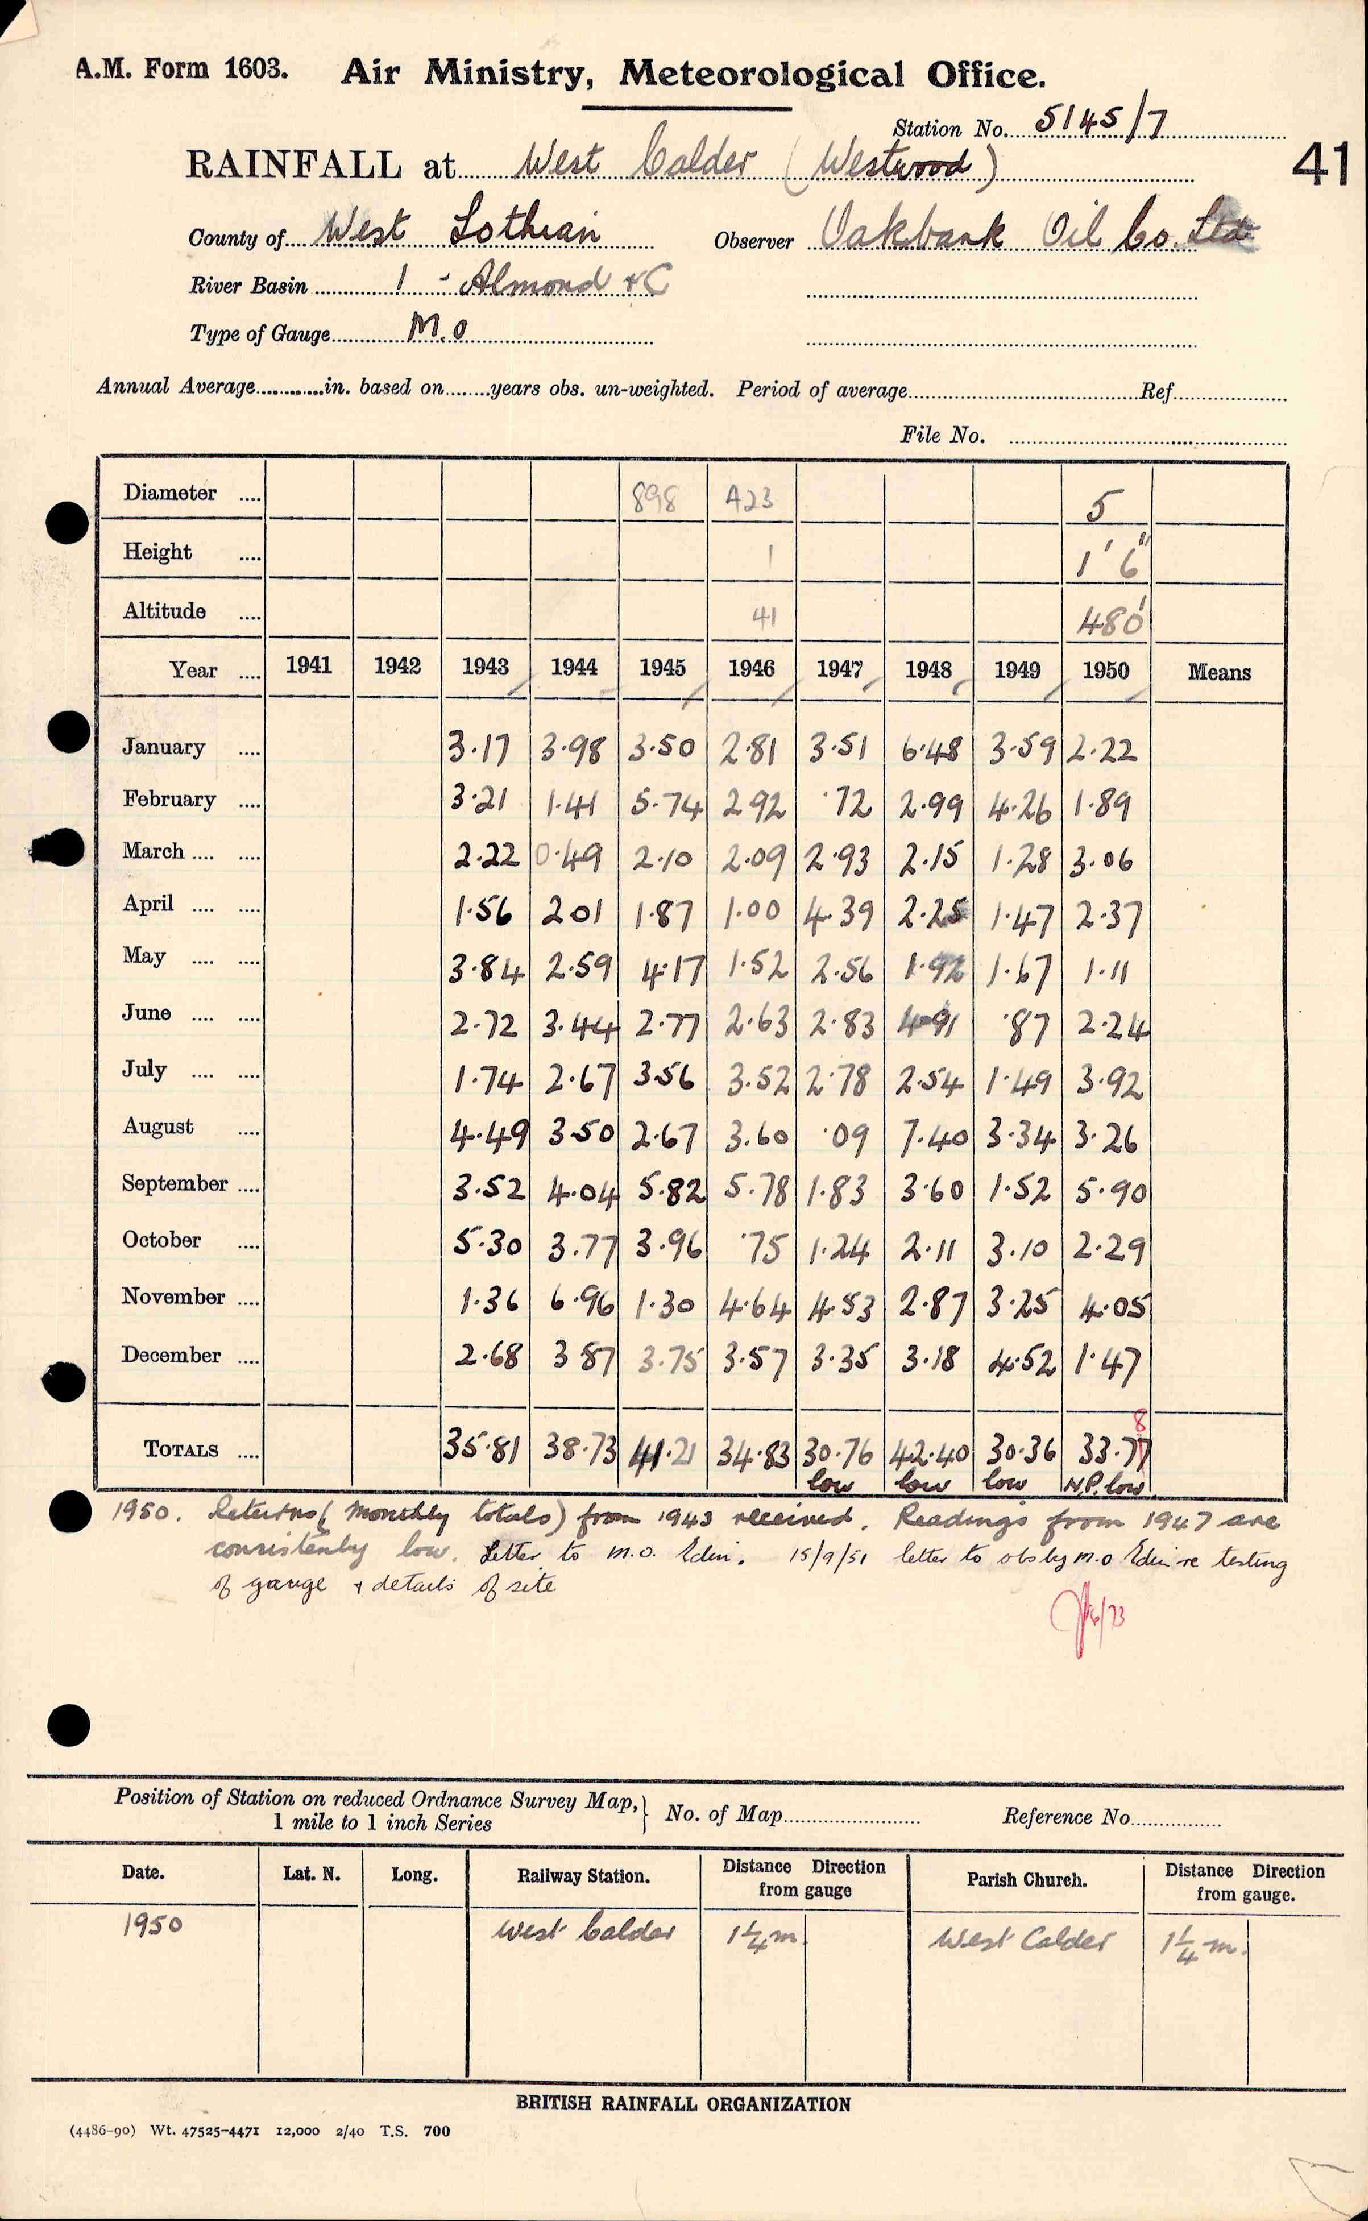 A.M. Form 1603. Air Ministry, Meteorological Office.
Station No. 5145/7
RAINFALL at West Calder (Westwood)
41
County of West Lothian Observer Oakbank Oil Co. Ltd
River Basin 1 - Almond & C
Type of Gauge M.O
Annual Average............in. based on........years obs. un-weighted. Period of average Ref
File No.
Diameter .... 898 A23 5
Height .... 1 1' 6"
Altitude .... 41 480'
Year .... 1941 1942 1943 1944 1945 1946 1947 1948 1949 1950 Means
January .... 3.17 3.98 3.50 2.81 3.51 6.48 3.59 2.22
February .... 3.21 1.41 5.74 2.92 .72 2.99 4.26 1.89
March .... .... 2.22 0.49 2.10 2.09 2.93 2.15 1.28 3.06
April .... .... 1.56 2 01 1.87 1.00 4.39 2.25 1.47 2.37
May .... .... 3.84 2.59 4.17 1.52 2.56 1.92 1.67 1.11
June .... .... 2.72 3.44 2.77 2.63 2.83 4.91 .87 2.24
July .... .... 1.74 2.67 3.56 3.52 2.78 2.54 1.49 3.92
August .... 4.49 3.50 2.67 3.60 .09 7.40 3.34 3.26
September .... 3.52 4.04 5.82 5.78 1.83 3.60 1.52 5.90
October .... 5.30 3.77 3.96 .75 1.24 2.11 3.10 2.29
November .... 1.36 6.96 1.30 4.64 4.53 2.87 3.25 4.05
December .... 2.68 3 87 3.75 3.57 3.35 3.18 4.52 1.47
8
TOTALS .... 35.81 38.73 41.21 34.83 30.76 42.40 30.36 33.77
low low low N.P. low
1950. Returns (monthly totals) from 1943 received. Readings from 1947 are
consistently low. Letter to M.O. Edin. 15/9/51 letter to obs by M.O Edin re testing
of gauge & details of site
/73
Position of Station on reduced Ordnance Survey Map, } No. of Map Reference No.
1 mile to 1 inch Series
Date. Lat. N. Long. Railway Station. Distance Direction from gauge Parish Church. Distance Direction from gauge.
1950 West Calder 1¼ m. West Calder 1¼ m.
BRITISH RAINFALL ORGANIZATION
(4486-90) Wt. 47525-4471 12,000 2/40 T.S. 700